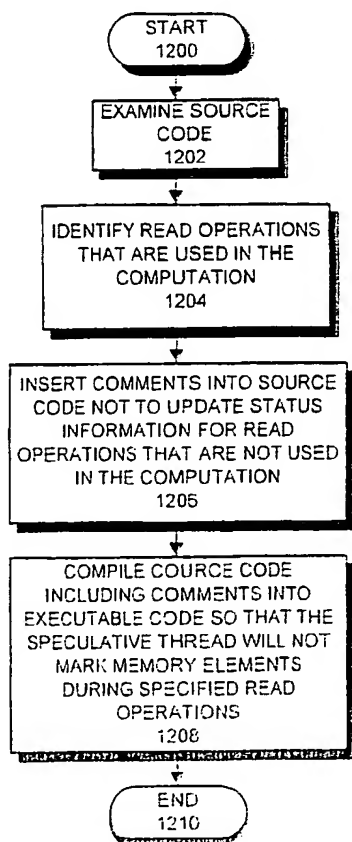 START
1200
EXAMINE SOURCE
CODE
1202
IDENTIFY READ OPERATIONS
THAT ARE USED IN THE
COMPUTATION
1204
INSERT COMMENTS INTO SOURCE
CODE NOT TO UPDATE STATUS
INFORMATION FOR READ
OPERATIONS THAT ARE NOT USED
IN THE COMPUTATION
1206
COMPILE COURCE CODE
INCLUDING COMMENTS INTO
EXECUTABLE CODE SO THAT THE
SPECULATIVE THREAD WILL NOT
MARK MEMORY ELEMENTS
DURING SPECIFIED READ
OPERATIONS
1208
END
1210